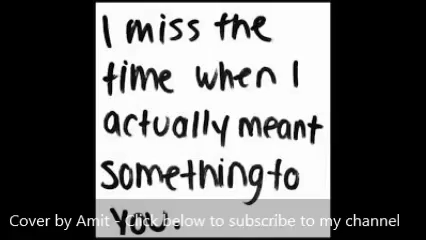 I miss the
time when I
actually meant
something to
you.
Cover by Amit - Click below to subscribe to my channel